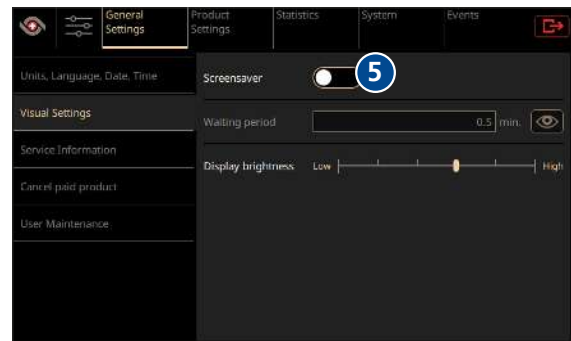 General Settings
Product Settings
Statistics
System
Events
Units, Language, Date, Time
Visual Settings
Service Information
Cancel paid product
User Maintenance
Screensaver
5
Waiting period
0.5 min.
Display brightness
Low
High